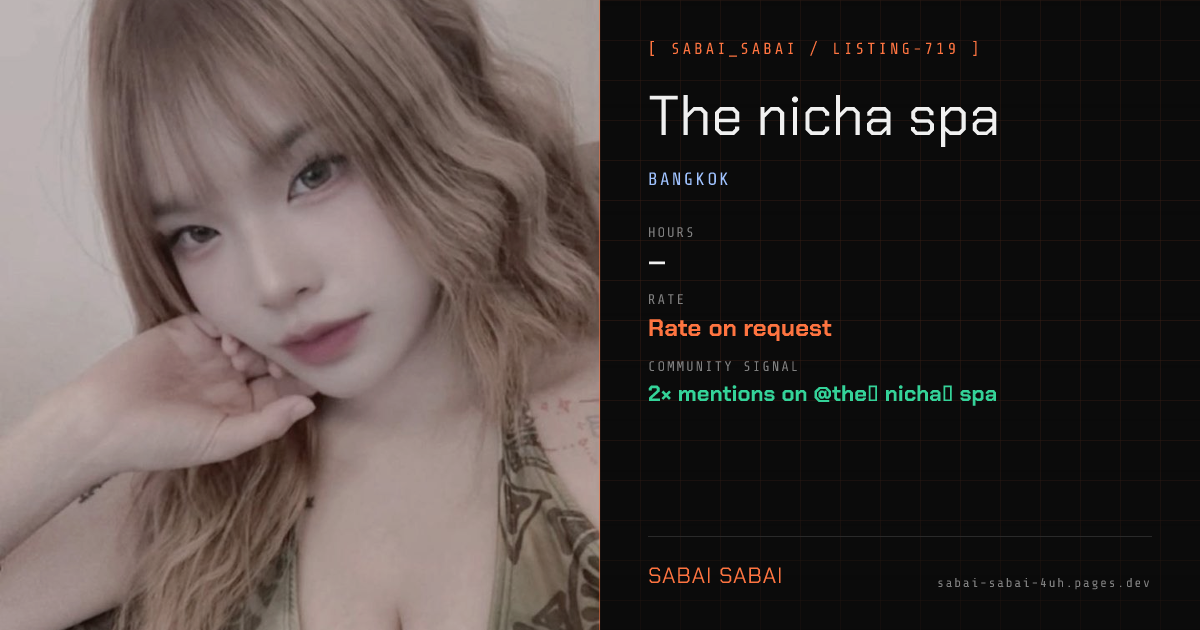 [ SABAI_SABAI / LISTING-719 ]
The nicha spa
BANGKOK
HOURS
—
RATE
Rate on request
COMMUNITY SIGNAL
2× mentions on @the▯ nicha▯ spa
SABAI SABAI
sabai-sabai-4uh.pages.dev